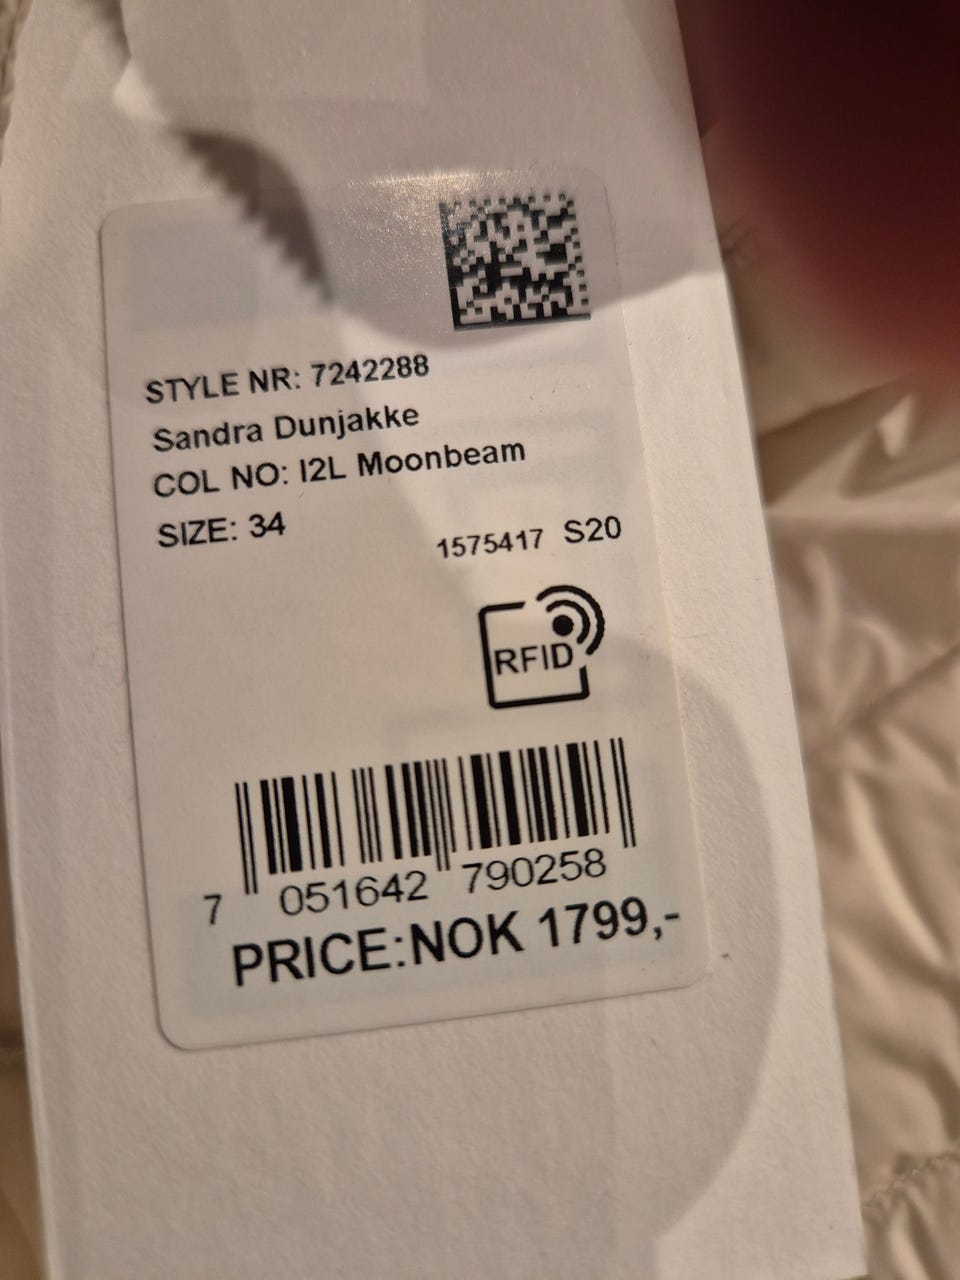 STYLE NR: 7242288
Sandra Dunjakke
COL NO: I2L Moonbeam
SIZE: 34
1575417 S20
RFID
7 051642 790258
PRICE:NOK 1799,-